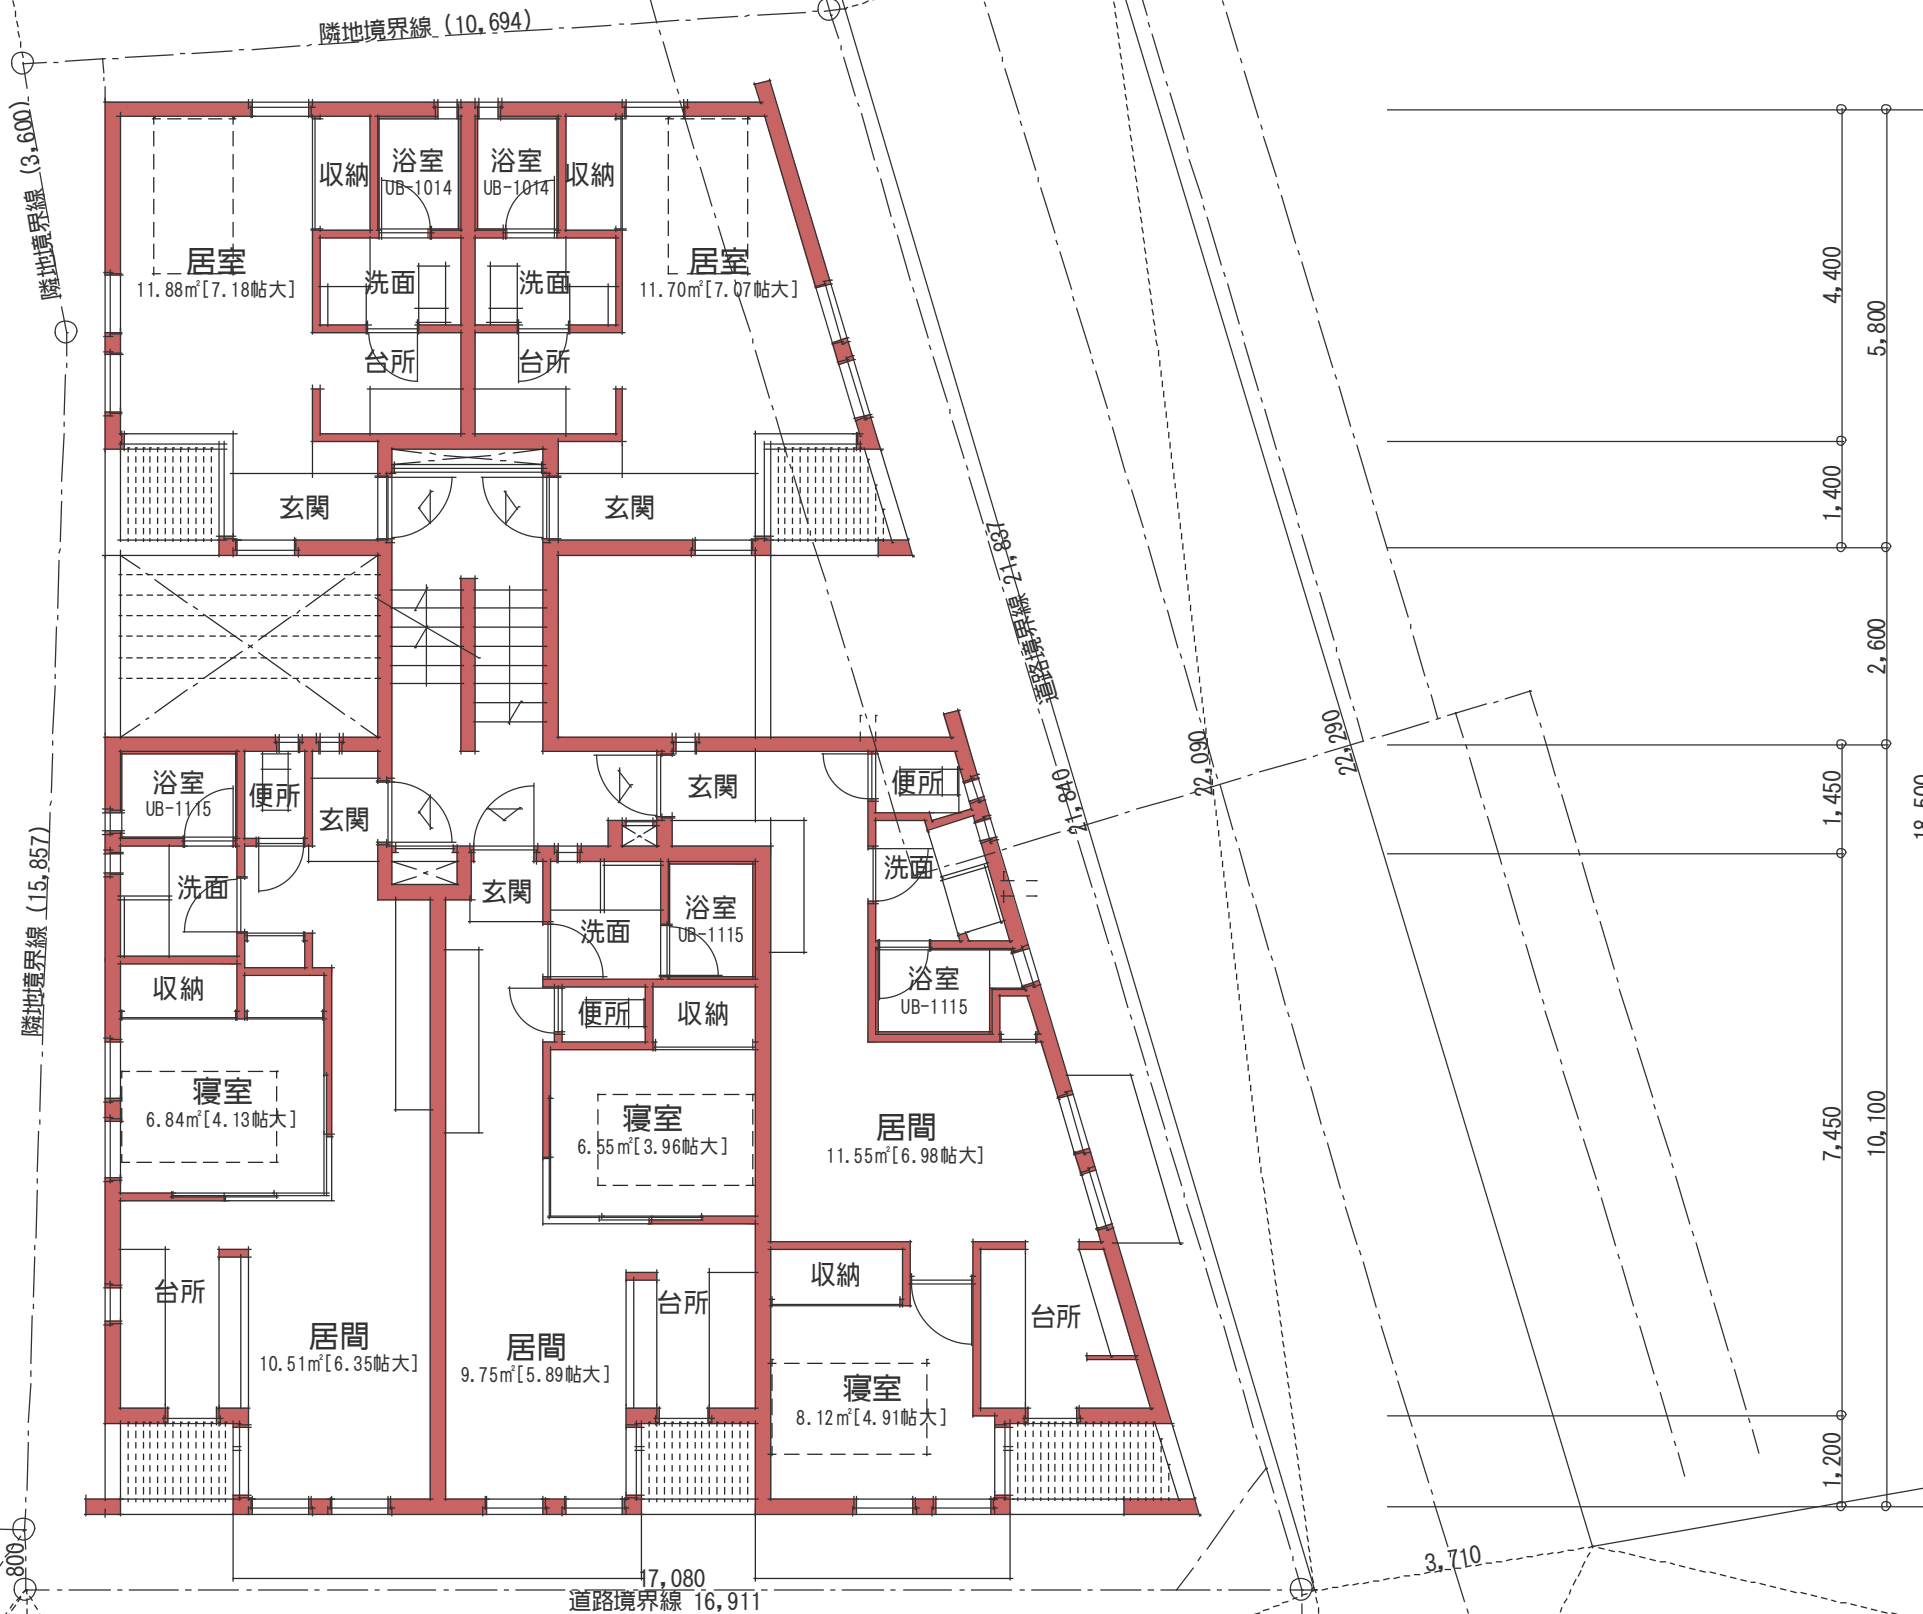 隣地境界線 (10,694)
隣地境界線 (3,600)
収納
浴室
UB-1014
浴室
UB-1014
収納
居室
11.88㎡[7.18帖大]
洗面
洗面
居室
11.70㎡[7.07帖大]
台所
台所
玄関
玄関
4,400
5,800
1,400
2,600
道路境界線 21,837
22,290
22,090
21,840
1,450
18,500
浴室
UB-1115
便所
玄関
玄関
便所
洗面
洗面
玄関
洗面
浴室
UB-1115
浴室
UB-1115
収納
便所
収納
隣地境界線 (15,857)
寝室
6.84㎡[4.13帖大]
寝室
6.55㎡[3.96帖大]
居間
11.55㎡[6.98帖大]
7,450
10,100
台所
台所
収納
台所
居間
10.51㎡[6.35帖大]
居間
9.75㎡[5.89帖大]
寝室
8.12㎡[4.91帖大]
1,200
800
3,710
17,080
道路境界線 16,911